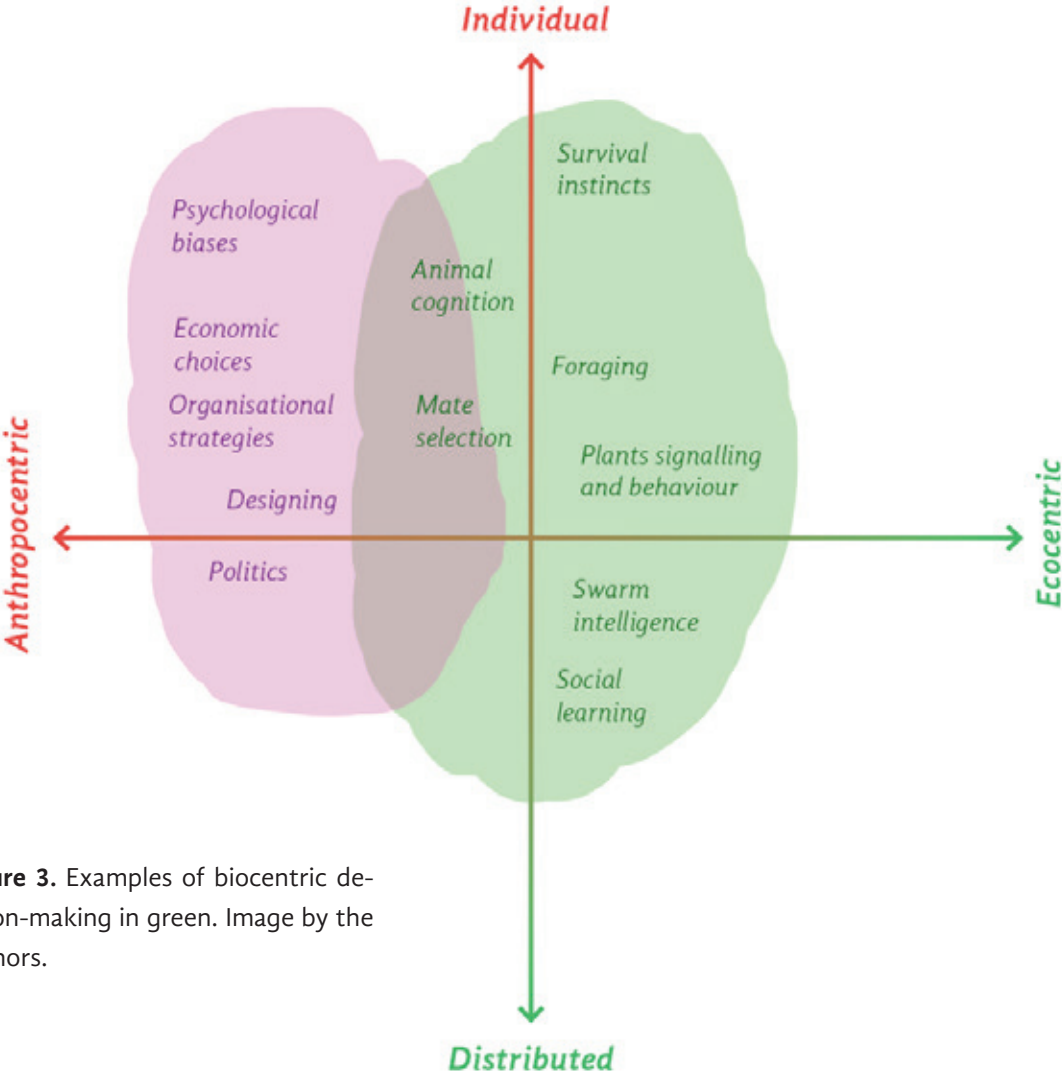 Individual
Survival
instincts
Psychological
biases
Animal
cognition
Economic
choices
Foraging
Organisational
strategies
Mate
selection
Plants signalling
and behaviour
Designing
Anthropocentric
Ecocentric
Politics
Swarm
intelligence
Social
learning
ure 3. Examples of biocentric de-
on-making in green. Image by the
nors.
Distributed